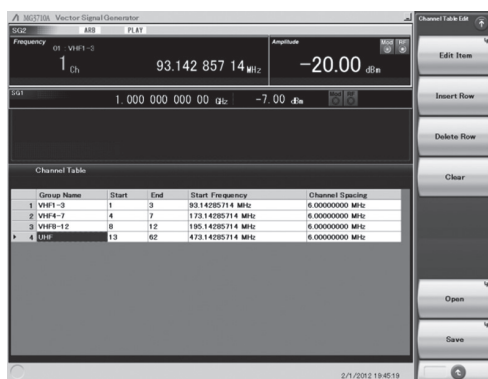 MG3710A Vector Signal Generator
Channel Table Edit
SG2 ARB PLAY
Frequency 01 : VHF1-3 Amplitude Mod RF
1 Ch 93.142 857 14 MHz -20.00 dBm
SG1 1. 000 000 000 00 GHz -7. 00 dBm Mod RF
Channel Table
Group Name Start End Start Frequency Channel Spacing
1 VHF1-3 1 3 93.14285714 MHz 6.00000000 MHz
2 VHF4-7 4 7 173.14285714 MHz 6.00000000 MHz
3 VHF8-12 8 12 195.14285714 MHz 6.00000000 MHz
4 UHF 13 62 473.14285714 MHz 6.00000000 MHz
Edit Item
Insert Row
Delete Row
Clear
Open
Save
2/1/2012 19:45:19